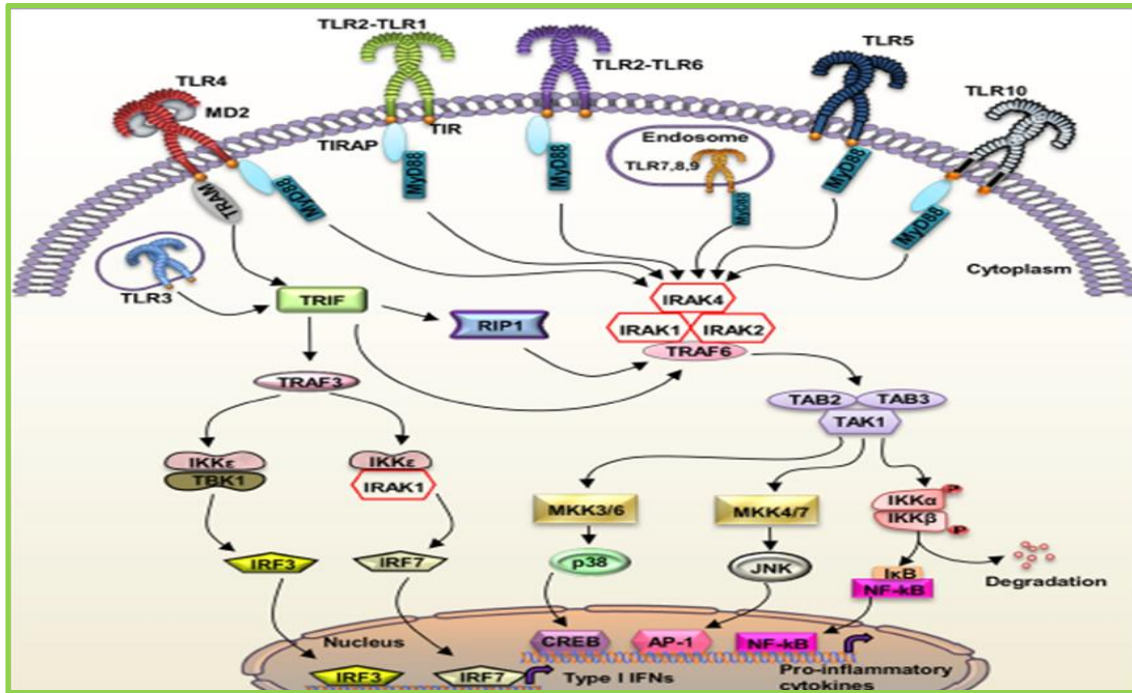 TLR2-TLR1
TLR4
MD2
TLR2-TLR6
TLR5
TLR10
TIRAP
TIR
Endosome
TLR7,8,9
TRAM
MyD88
MyD88
MyD88
MyD88
MyD88
MyD88
Cytoplasm
TLR3
TRIF
RIP1
IRAK4
IRAK1
IRAK2
TRAF6
TRAF3
TAB2
TAB3
TAK1
IKKε
TBK1
IKKε
IRAK1
MKK3/6
MKK4/7
IKKα
P
IKKβ
P
IRF3
IRF7
p38
JNK
IκB
NF-kB
Degradation
Nucleus
CREB
AP-1
NF-kB
IRF3
IRF7
Type I IFNs
Pro-inflammatory
cytokines